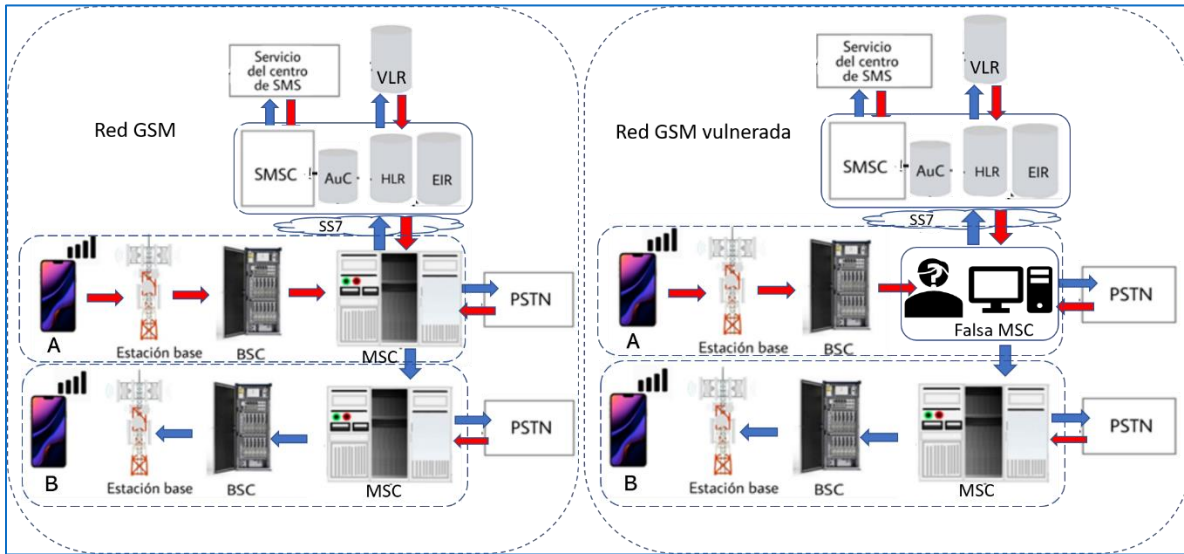 Servicio
del centro
de SMS
VLR
Red GSM
SMSC
AuC
HLR
EIR
SS7
A
Estación base
BSC
MSC
PSTN
B
Estación base
BSC
MSC
PSTN
Servicio
del centro
de SMS
VLR
Red GSM vulnerada
SMSC
AuC
HLR
EIR
SS7
A
Estación base
BSC
Falsa MSC
PSTN
B
Estación base
BSC
MSC
PSTN